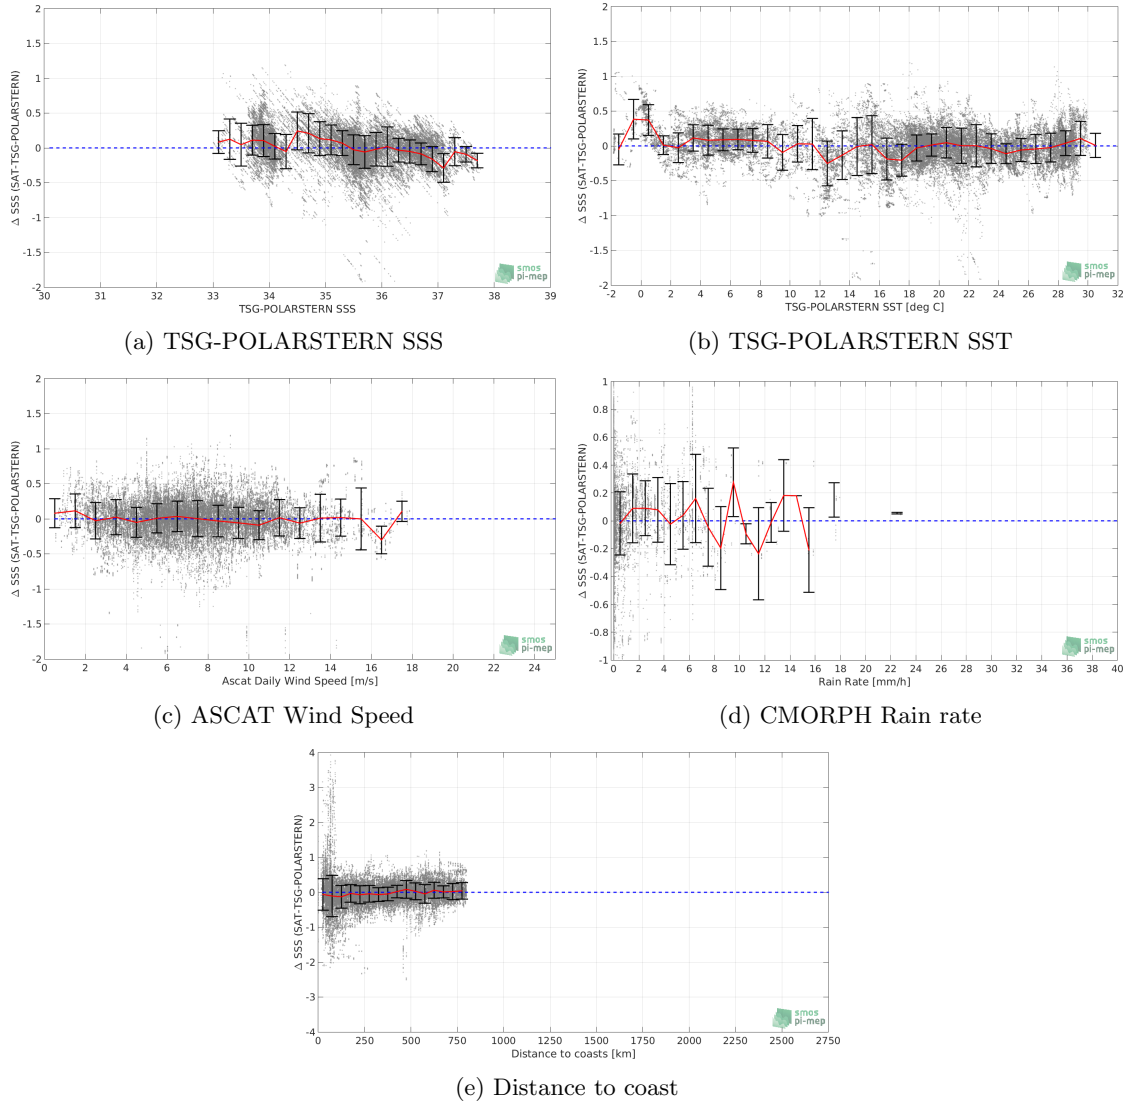 2
1.5
1
0.5
0
-0.5
-1
-1.5
-2
30 31 32 33 34 35 36 37 38 39
TSG-POLARSTERN SSS
Δ SSS (SAT-TSG-POLARSTERN)
smos
pi-mep
(a) TSG-POLARSTERN SSS
2
1.5
1
0.5
0
-0.5
-1
-1.5
-2
-2 0 2 4 6 8 10 12 14 16 18 20 22 24 26 28 30 32
TSG-POLARSTERN SST [deg C]
Δ SSS (SAT-TSG-POLARSTERN)
smos
pi-mep
(b) TSG-POLARSTERN SST
2
1.5
1
0.5
0
-0.5
-1
-1.5
-2
0 2 4 6 8 10 12 14 16 18 20 22 24
Ascat Daily Wind Speed [m/s]
Δ SSS (SAT-TSG-POLARSTERN)
smos
pi-mep
(c) ASCAT Wind Speed
1
0.8
0.6
0.4
0.2
0
-0.2
-0.4
-0.6
-0.8
-1
0 2 4 6 8 10 12 14 16 18 20 22 24 26 28 30 32 34 36 38 40
Rain Rate [mm/h]
Δ SSS (SAT-TSG-POLARSTERN)
smos
pi-mep
(d) CMORPH Rain rate
4
3
2
1
0
-1
-2
-3
-4
0 250 500 750 1000 1250 1500 1750 2000 2250 2500 2750
Distance to coasts [km]
Δ SSS (SAT-TSG-POLARSTERN)
smos
pi-mep
(e) Distance to coast